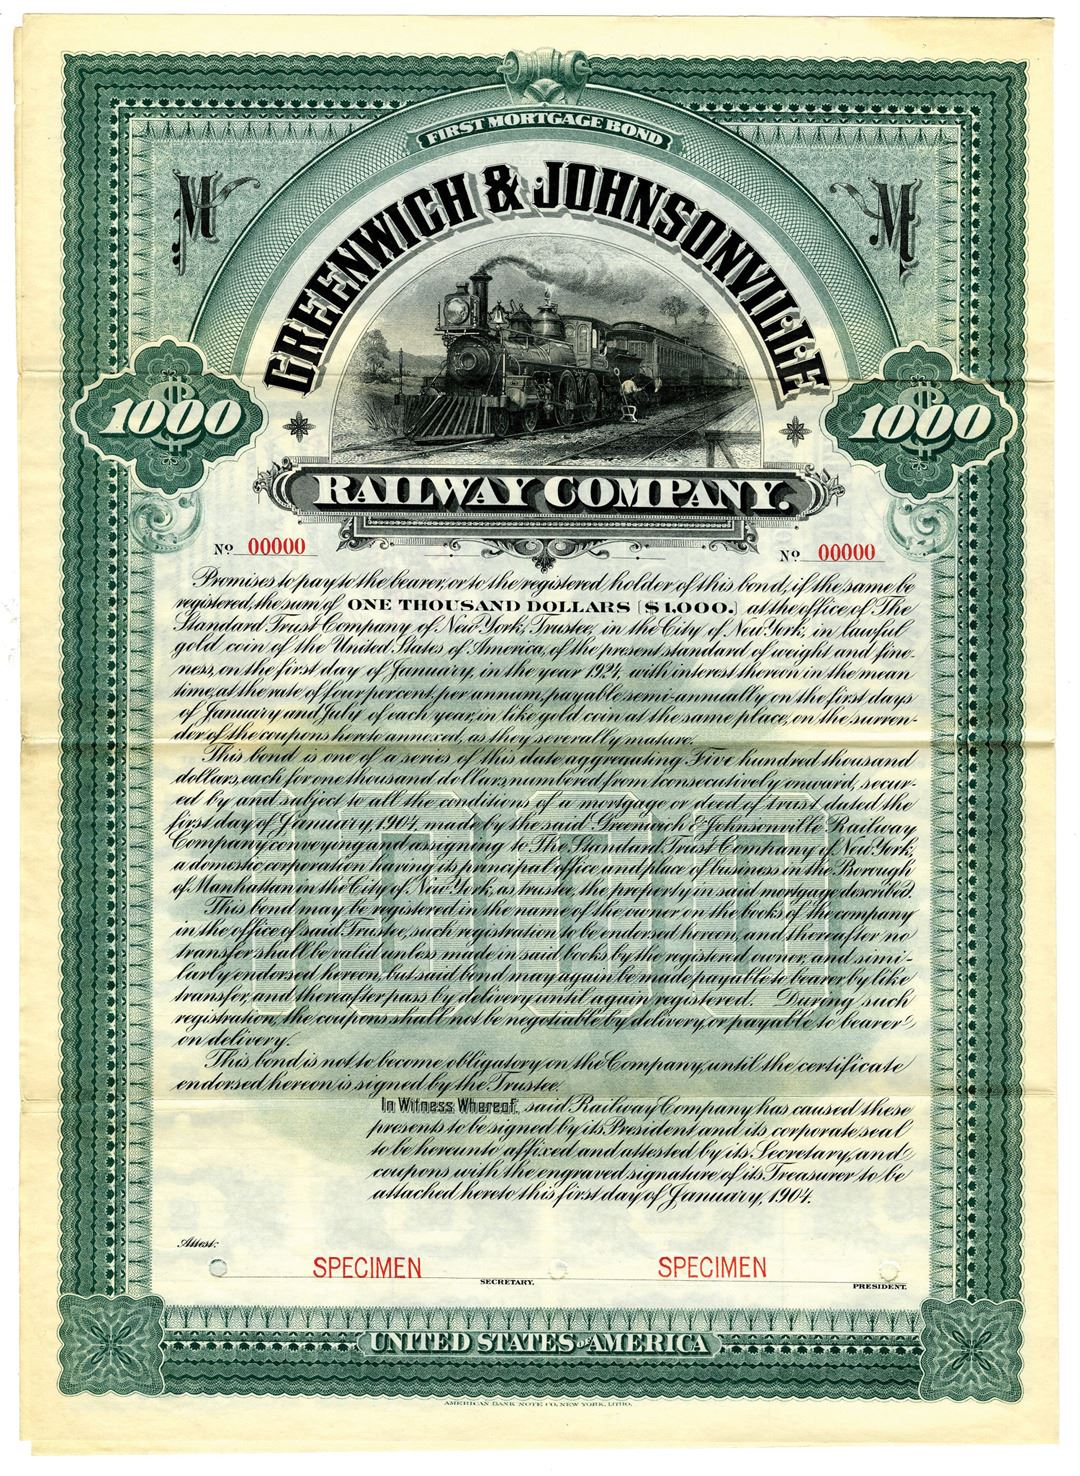 FIRST MORTGAGE BOND
M M
GREENWICH & JOHNSONVILLE
$1000 $1000
RAILWAY COMPANY.
No 00000 No 00000
Promises to pay to the bearer, or to the registered holder of this bond, if the same be
registered, the sum of ONE THOUSAND DOLLARS [$1,000.] at the office of The
Standard Trust Company of New York, Trustee, in the City of New York, in lawful
gold coin of the United States of America, of the present standard of weight and fine-
ness, on the first day of January, in the year 1924, with interest thereon in the mean
time, at the rate of four per cent. per annum, payable semi-annually on the first days
of January and July of each year, in like gold coin at the same place, on the surren-
der of the coupons hereto annexed, as they severally mature.
This bond is one of a series of this date aggregating Five hundred thousand
dollars, each for one thousand dollars, numbered from 1 consecutively onward, secur-
ed by and subject to all the conditions of a mortgage or deed of trust dated the
first day of January, 1904, made by the said Greenwich & Johnsonville Railway
Company conveying and assigning to The Standard Trust Company of New York,
a domestic corporation having its principal office and place of business in the Borough
of Manhattan in the City of New York, as trustee, the property in said mortgage described.
This bond may be registered in the name of the owner on the books of the company
in the office of said Trustee, such registration to be endorsed hereon, and thereafter no
transfer shall be valid unless made in said books by the registered owner, and simi-
larly endorsed hereon, but said bond may again be made payable to bearer by like
transfer, and thereafter pass by delivery until again registered. During such
registration, the coupons shall not be negotiable by delivery or payable to bearer
on delivery.
This bond is not to become obligatory on the Company, until the certificate
endorsed hereon is signed by the Trustee.
In Witness Whereof, said Railway Company has caused these
presents to be signed by its President and its corporate seal
to be hereunto affixed and attested by its Secretary, and
coupons with the engraved signature of its Treasurer to be
attached hereto this first day of January, 1904.
Attest:
SPECIMEN SPECIMEN
SECRETARY. PRESIDENT.
UNITED STATES OF AMERICA
AMERICAN BANK NOTE CO. NEW YORK, LITHO.